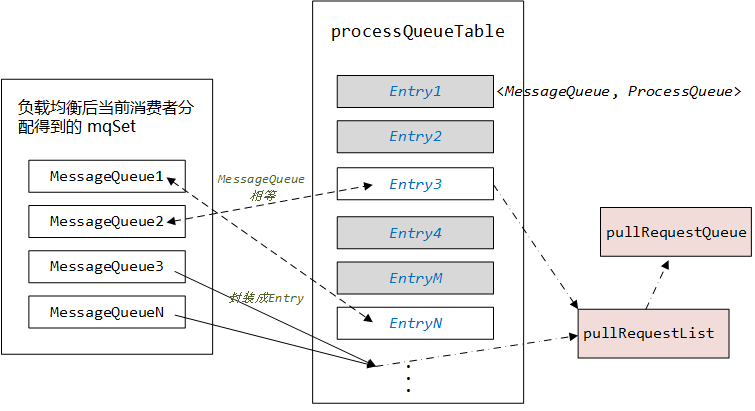 processQueueTable
负载均衡后当前消费者分
配得到的 mqSet
MessageQueue1
MessageQueue2
MessageQueue3
MessageQueueN
MessageQueue
相等
封装成Entry
Entry1
<MessageQueue, ProcessQueue>
Entry2
Entry3
Entry4
EntryM
EntryN
pullRequestQueue
pullRequestList